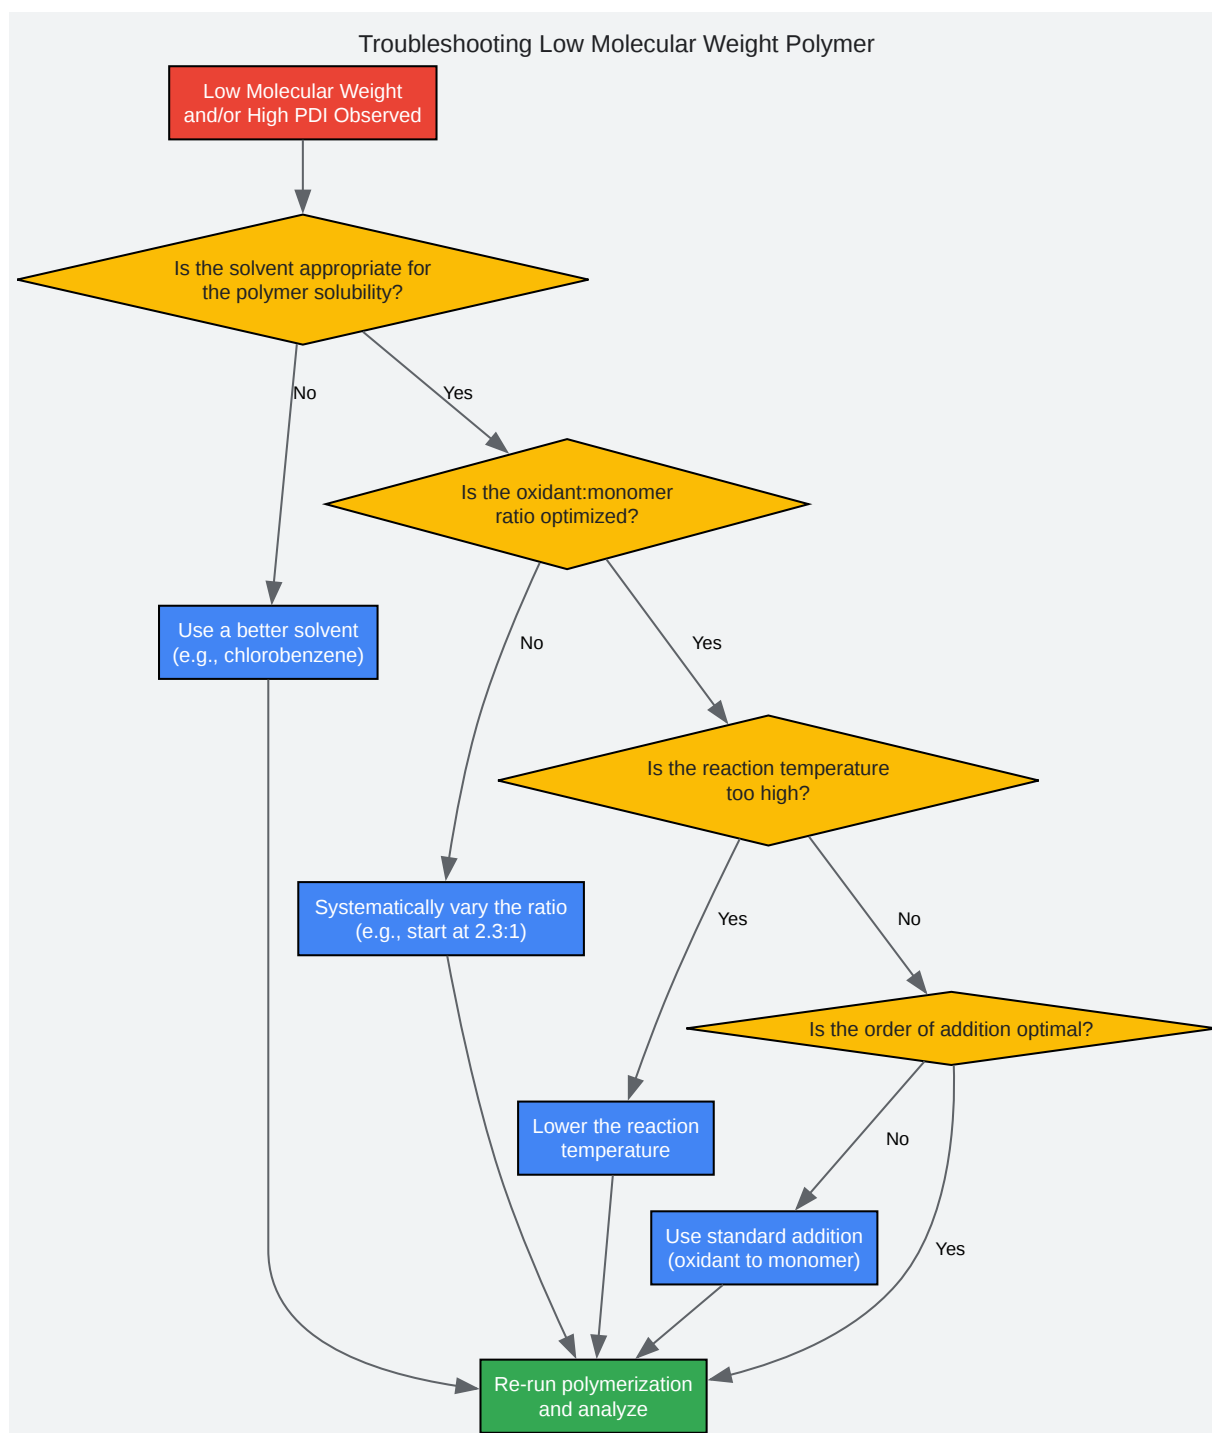 Troubleshooting Low Molecular Weight Polymer
Low Molecular Weight
and/or High PDI Observed
Is the solvent appropriate for
the polymer solubility?
No
Yes
Is the oxidant:monomer
ratio optimized?
Use a better solvent
(e.g., chlorobenzene)
No
Yes
Is the reaction temperature
too high?
Systematically vary the ratio
(e.g., start at 2.3:1)
Yes
No
Is the order of addition optimal?
Lower the reaction
temperature
No
Use standard addition
(oxidant to monomer)
Yes
Re-run polymerization
and analyze